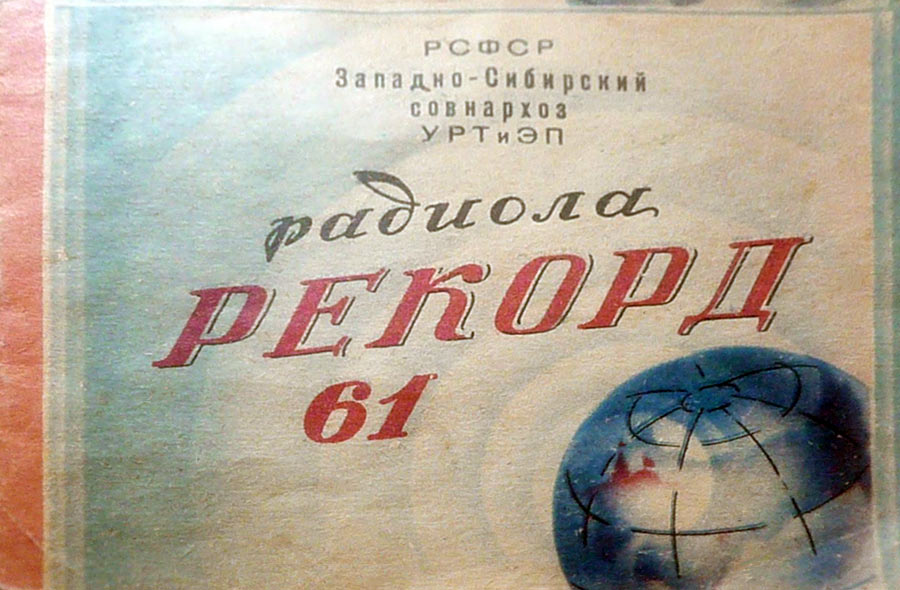 РСФСР
Западно-Сибирский
совнархоз
УРТиЭП
радиола
РЕКОРД
61